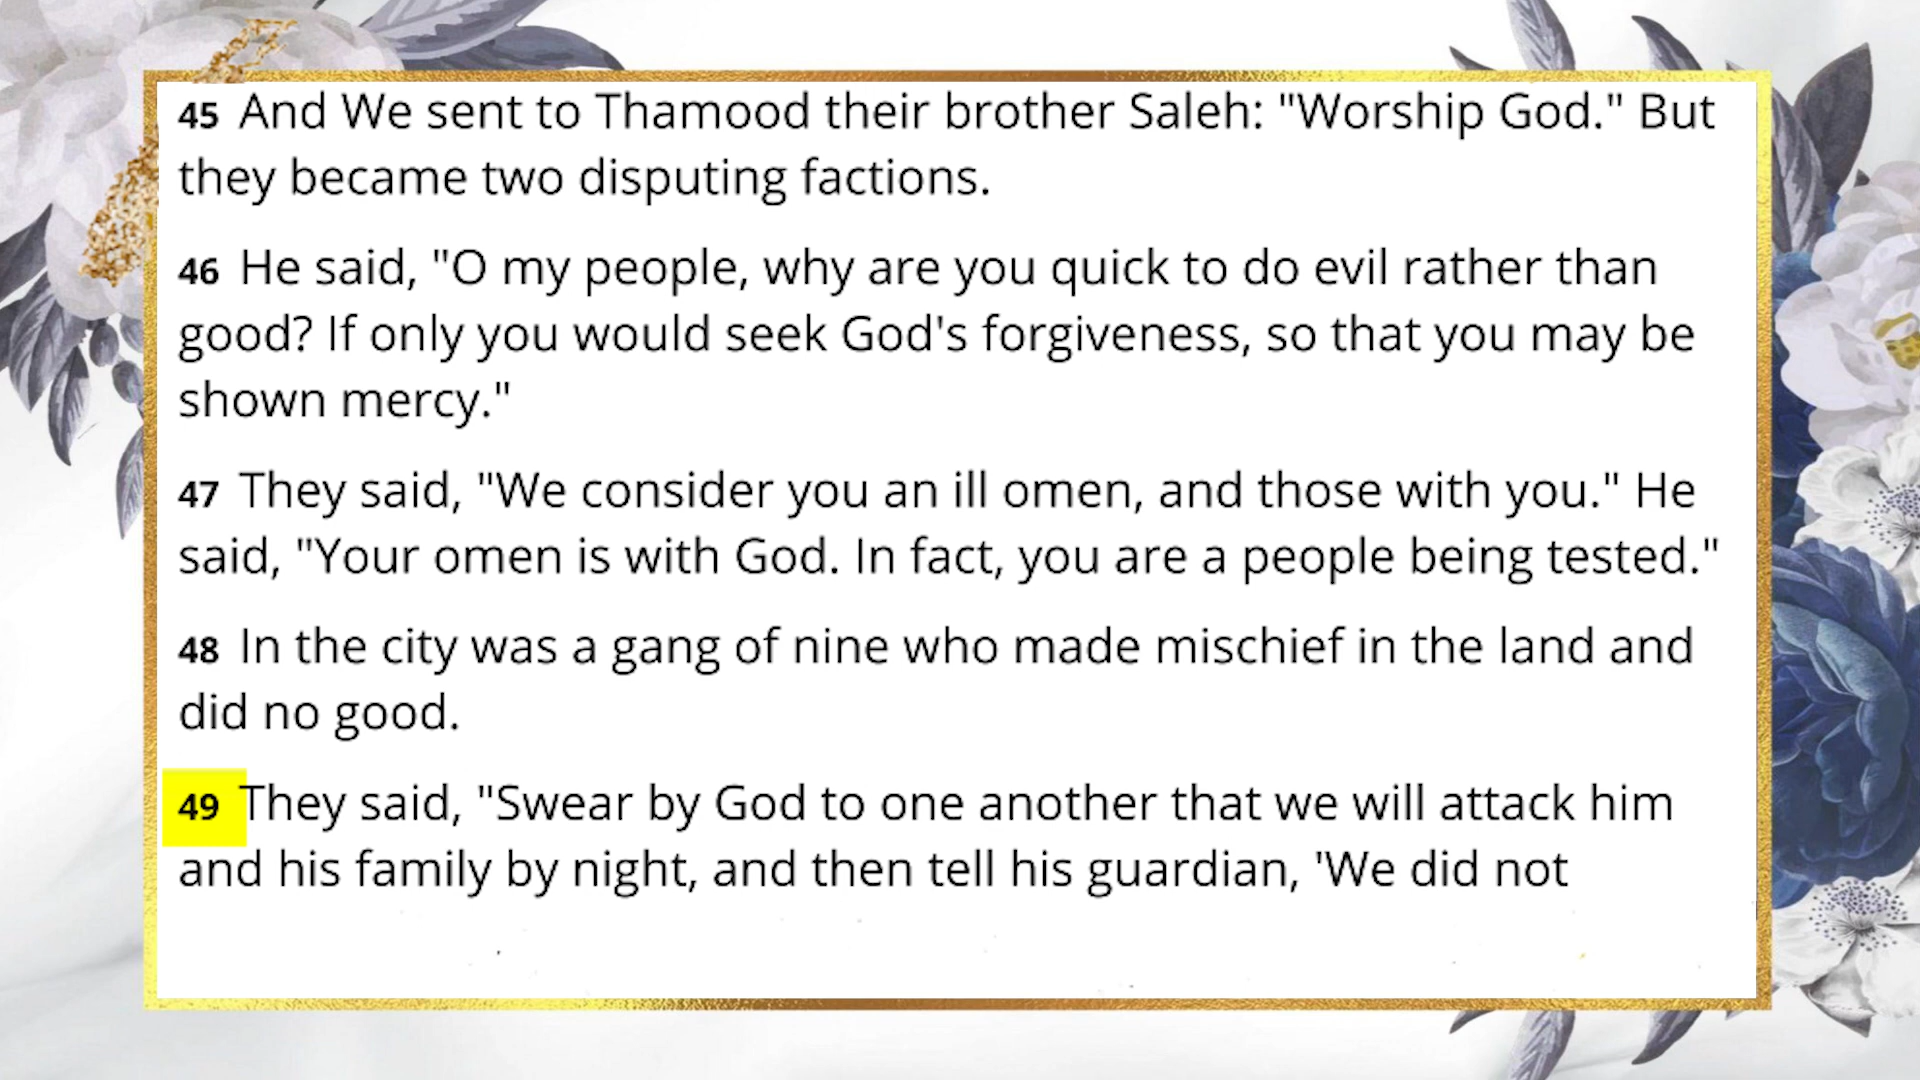 45 And We sent to Thamood their brother Saleh: "Worship God." But
they became two disputing factions.
46 He said, "O my people, why are you quick to do evil rather than
good? If only you would seek God's forgiveness, so that you may be
shown mercy."
47 They said, "We consider you an ill omen, and those with you." He
said, "Your omen is with God. In fact, you are a people being tested."
48 In the city was a gang of nine who made mischief in the land and
did no good.
49 They said, "Swear by God to one another that we will attack him
and his family by night, and then tell his guardian, 'We did not